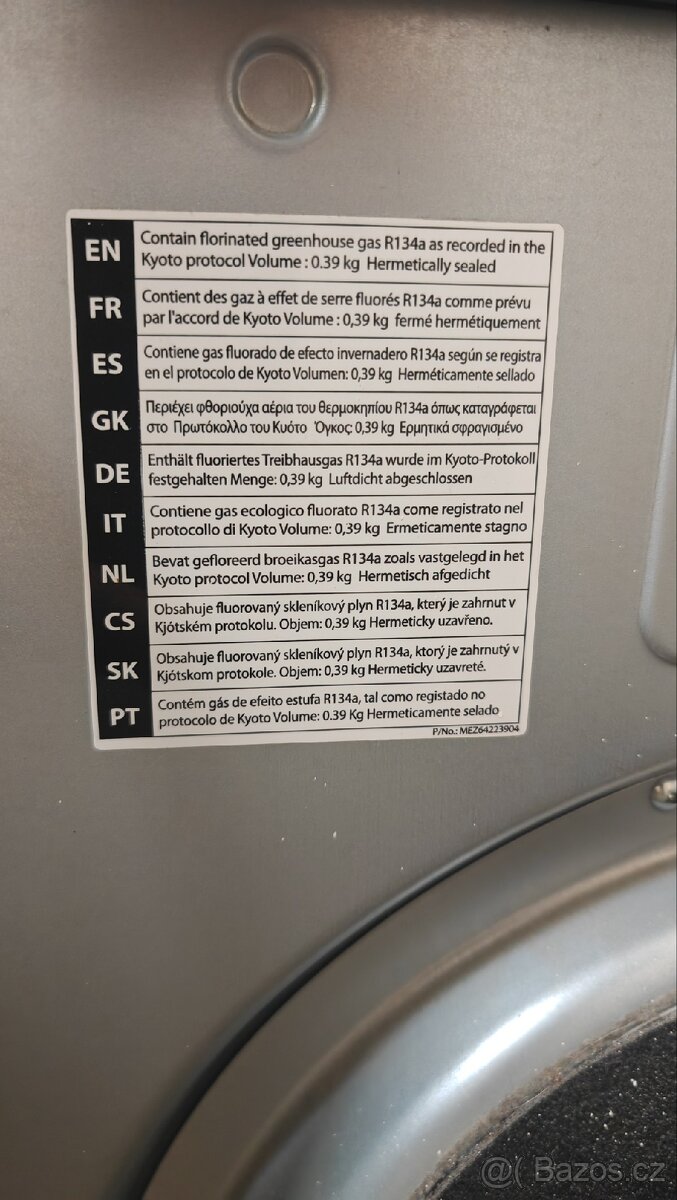 EN
Contain florinated greenhouse gas R134a as recorded in the
Kyoto protocol Volume : 0.39 kg Hermetically sealed
FR
Contient des gaz à effet de serre fluorés R134a comme prévu
par l'accord de Kyoto Volume : 0,39 kg fermé hermétiquement
ES
Contiene gas fluorado de efecto invernadero R134a según se registra
en el protocolo de Kyoto Volumen: 0,39 kg Herméticamente sellado
GK
Περιέχει φθοριούχα αέρια του θερμοκηπίου R134a όπως καταγράφεται
στο Πρωτόκολλο του Κυότο Όγκος: 0,39 kg Ερμητικά σφραγισμένο
DE
Enthält fluoriertes Treibhausgas R134a wurde im Kyoto-Protokoll
festgehalten Menge: 0,39 kg Luftdicht abgeschlossen
IT
Contiene gas ecologico fluorato R134a come registrato nel
protocollo di Kyoto Volume: 0,39 kg Ermeticamente stagno
NL
Bevat gefloreerd broeikasgas R134a zoals vastgelegd in het
Kyoto protocol Volume: 0,39 kg Hermetisch afgedicht
CS
Obsahuje fluorovaný skleníkový plyn R134a, který je zahrnut v
Kjótském protokolu. Objem: 0,39 kg Hermeticky uzavřeno.
SK
Obsahuje fluorovaný skleníkový plyn R134a, ktorý je zahrnutý v
Kjótskom protokole. Objem: 0,39 kg Hermeticky uzavreté.
PT
Contém gás de efeito estufa R134a, tal como registado no
protocolo de Kyoto Volume: 0.39 Kg Hermeticamente selado
P/No.: MEZ64223904
@( Bazos.cz